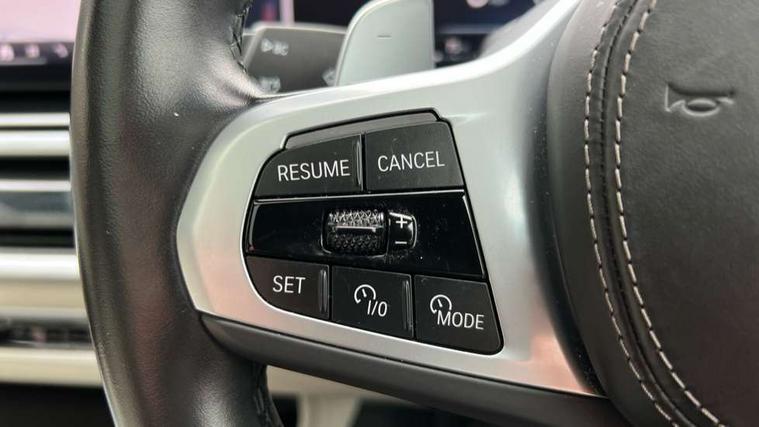 RESUME CANCEL
+
−
SET I/0 MODE